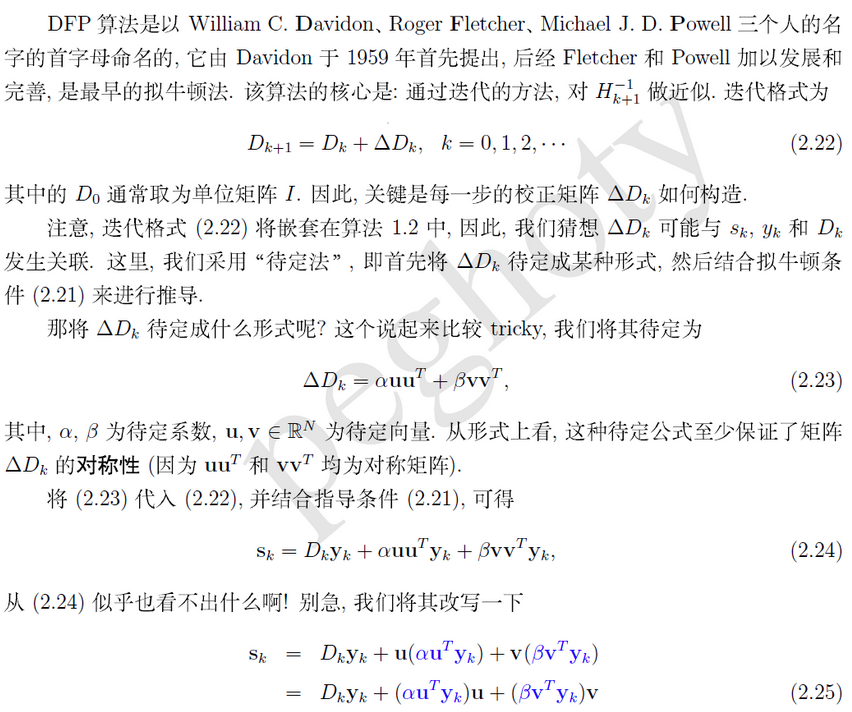 DFP 算法是以 William C. Davidon、Roger Fletcher、Michael J. D. Powell 三个人的名
字的首字母命名的, 它由 Davidon 于 1959 年首先提出, 后经 Fletcher 和 Powell 加以发展和
完善, 是最早的拟牛顿法. 该算法的核心是: 通过迭代的方法, 对 $H_{k+1}^{-1}$ 做近似. 迭代格式为
$D_{k+1} = D_k + \Delta D_k, \quad k = 0, 1, 2, \cdots$ (2.22)
其中的 $D_0$ 通常取为单位矩阵 $I$. 因此, 关键是每一步的校正矩阵 $\Delta D_k$ 如何构造.
注意, 迭代格式 (2.22) 将嵌套在算法 1.2 中, 因此, 我们猜想 $\Delta D_k$ 可能与 $s_k$, $y_k$ 和 $D_k$
发生关联. 这里, 我们采用“待定法”, 即首先将 $\Delta D_k$ 待定成某种形式, 然后结合拟牛顿条
件 (2.21) 来进行推导.
那将 $\Delta D_k$ 待定成什么形式呢? 这个说起来比较 tricky, 我们将其待定为
$\Delta D_k = \alpha \mathbf{u}\mathbf{u}^T + \beta \mathbf{v}\mathbf{v}^T,$ (2.23)
其中, $\alpha$, $\beta$ 为待定系数, $\mathbf{u}, \mathbf{v} \in \mathbb{R}^N$ 为待定向量. 从形式上看, 这种待定公式至少保证了矩阵
$\Delta D_k$ 的对称性 (因为 $\mathbf{u}\mathbf{u}^T$ 和 $\mathbf{v}\mathbf{v}^T$ 均为对称矩阵).
将 (2.23) 代入 (2.22), 并结合指导条件 (2.21), 可得
$\mathbf{s}_k = D_k \mathbf{y}_k + \alpha \mathbf{u}\mathbf{u}^T \mathbf{y}_k + \beta \mathbf{v}\mathbf{v}^T \mathbf{y}_k,$ (2.24)
从 (2.24) 似乎也看不出什么啊! 别急, 我们将其改写一下
$\mathbf{s}_k = D_k \mathbf{y}_k + \mathbf{u}(\alpha \mathbf{u}^T \mathbf{y}_k) + \mathbf{v}(\beta \mathbf{v}^T \mathbf{y}_k)$
$= D_k \mathbf{y}_k + (\alpha \mathbf{u}^T \mathbf{y}_k)\mathbf{u} + (\beta \mathbf{v}^T \mathbf{y}_k)\mathbf{v}$ (2.25)
peghoty